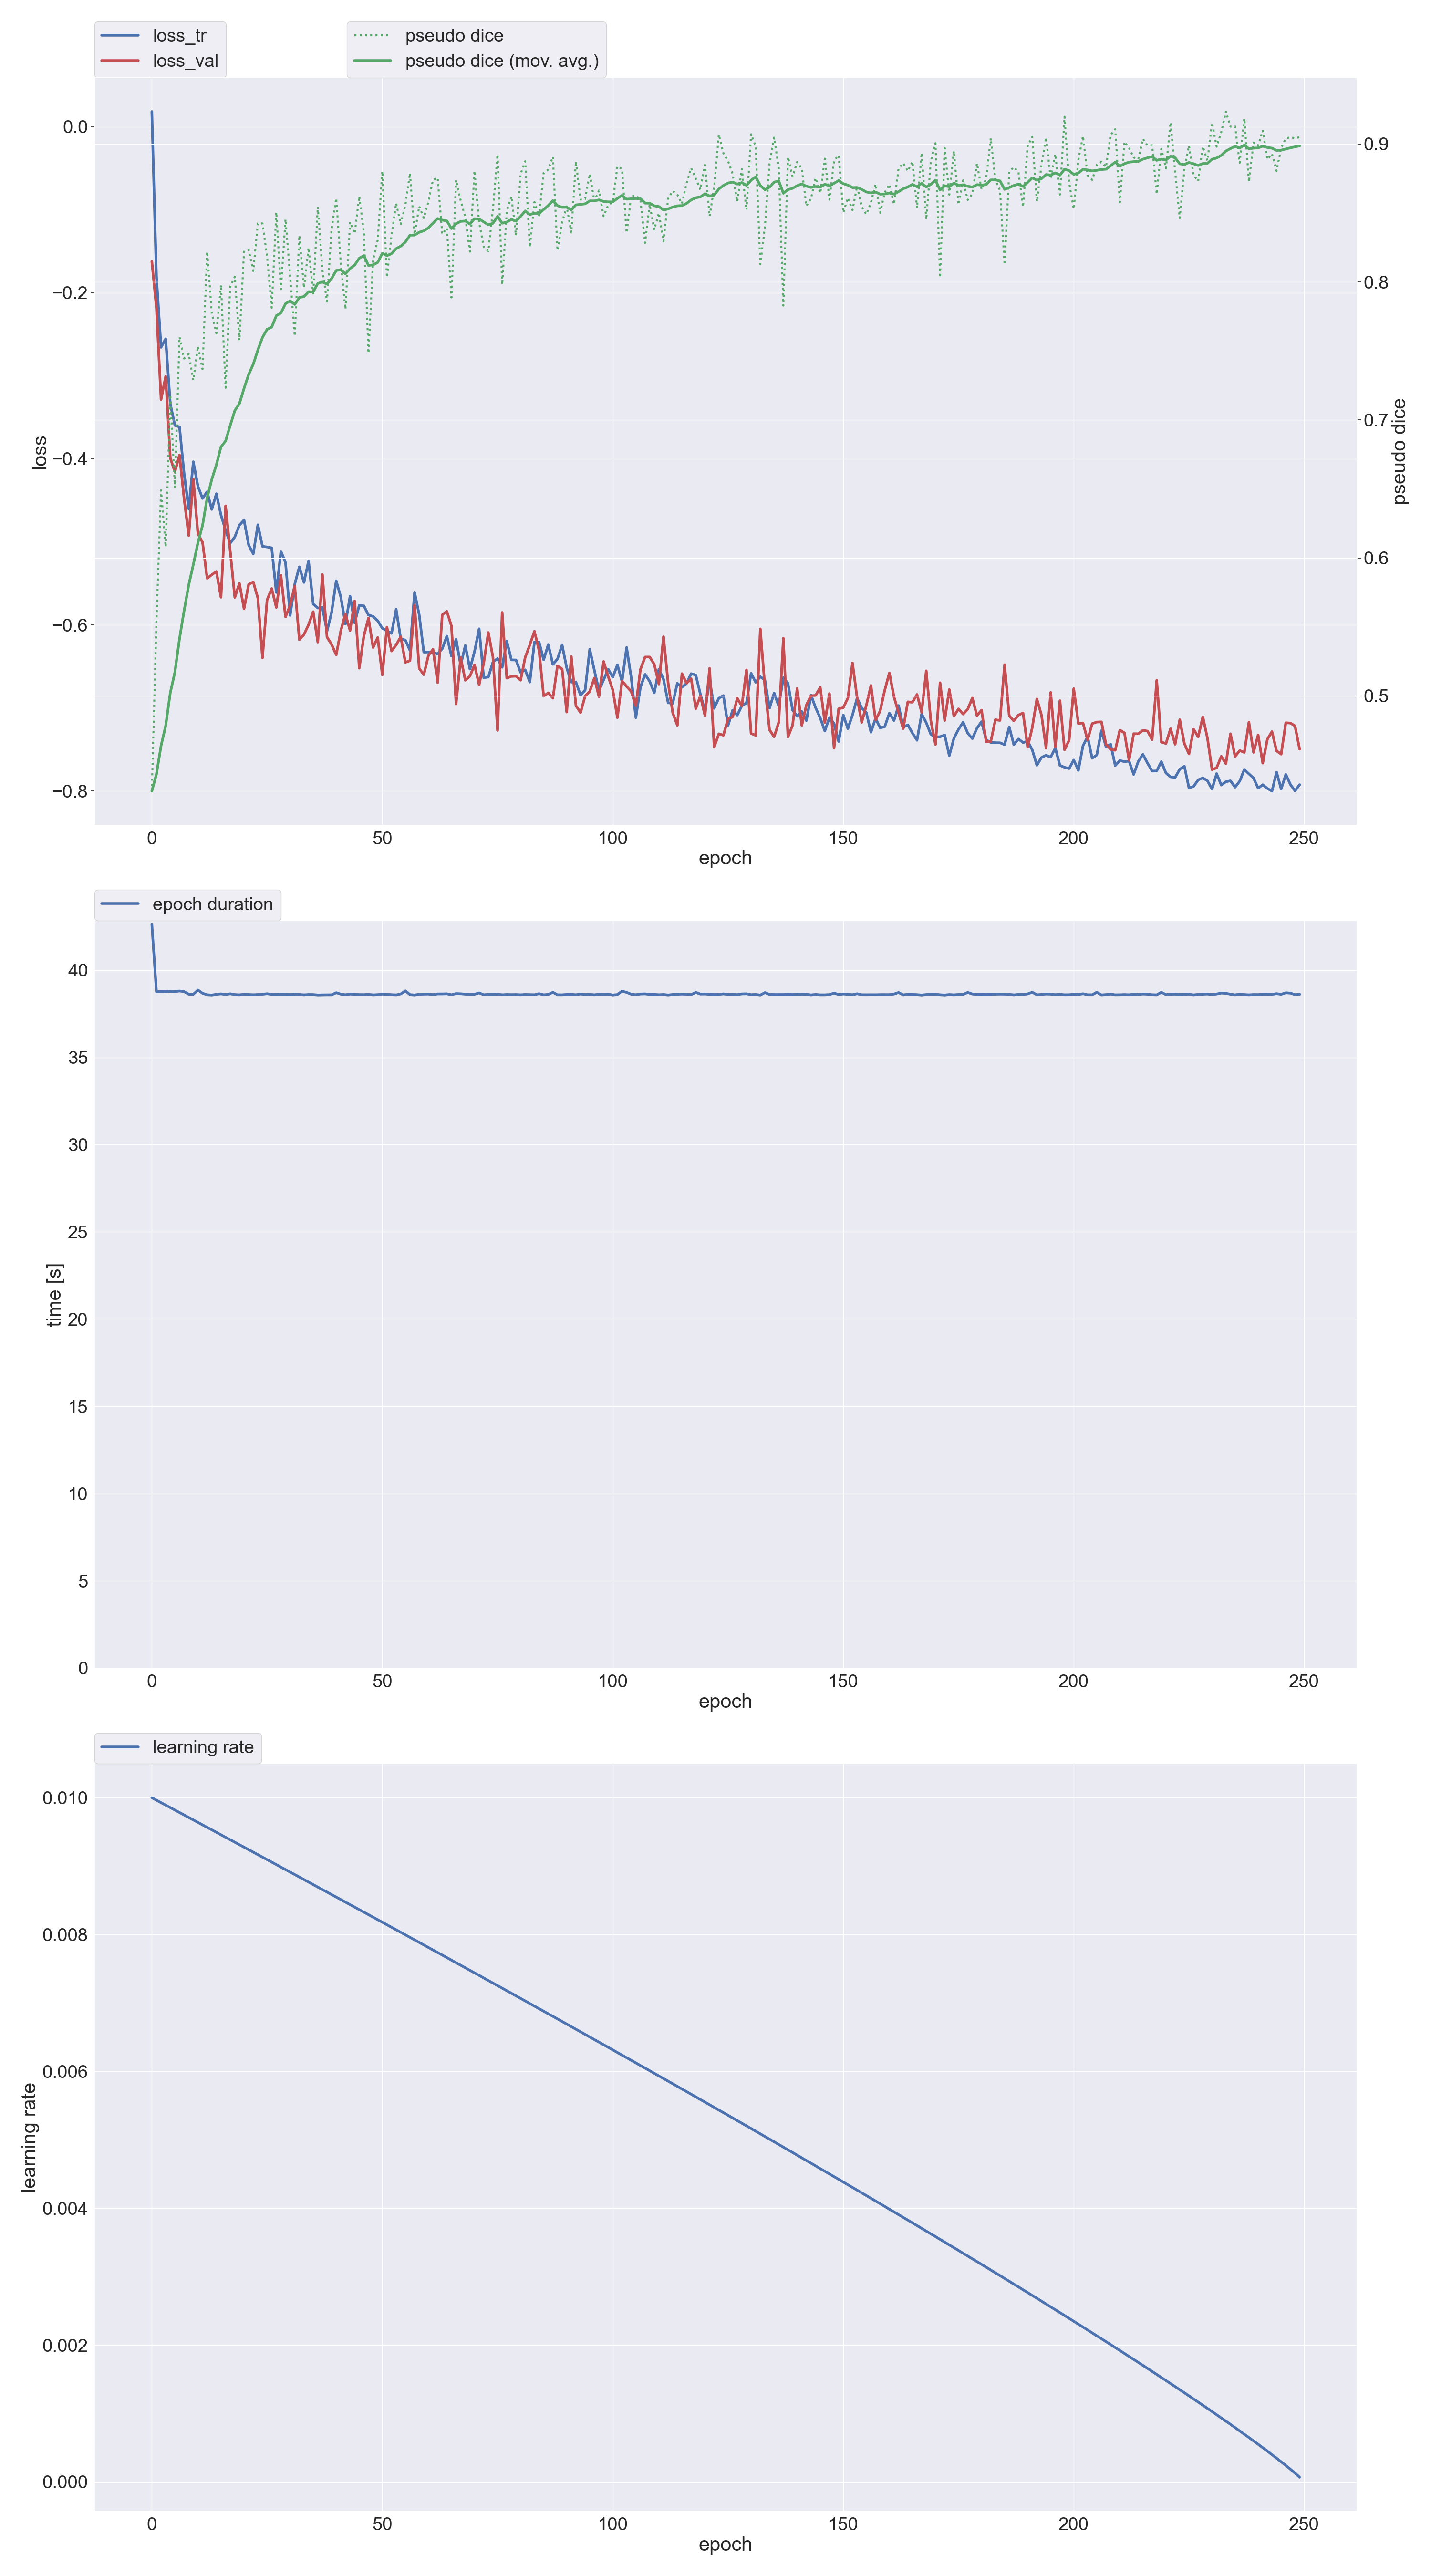 loss_tr
loss_val
pseudo dice
pseudo dice (mov. avg.)
0.0
−0.2
−0.4
−0.6
−0.8
loss
0.9
0.8
0.7
0.6
0.5
pseudo dice
0 50 100 150 200 250
epoch
epoch duration
40
35
30
25
20
15
10
5
0
time [s]
0 50 100 150 200 250
epoch
learning rate
0.010
0.008
0.006
0.004
0.002
0.000
learning rate
0 50 100 150 200 250
epoch